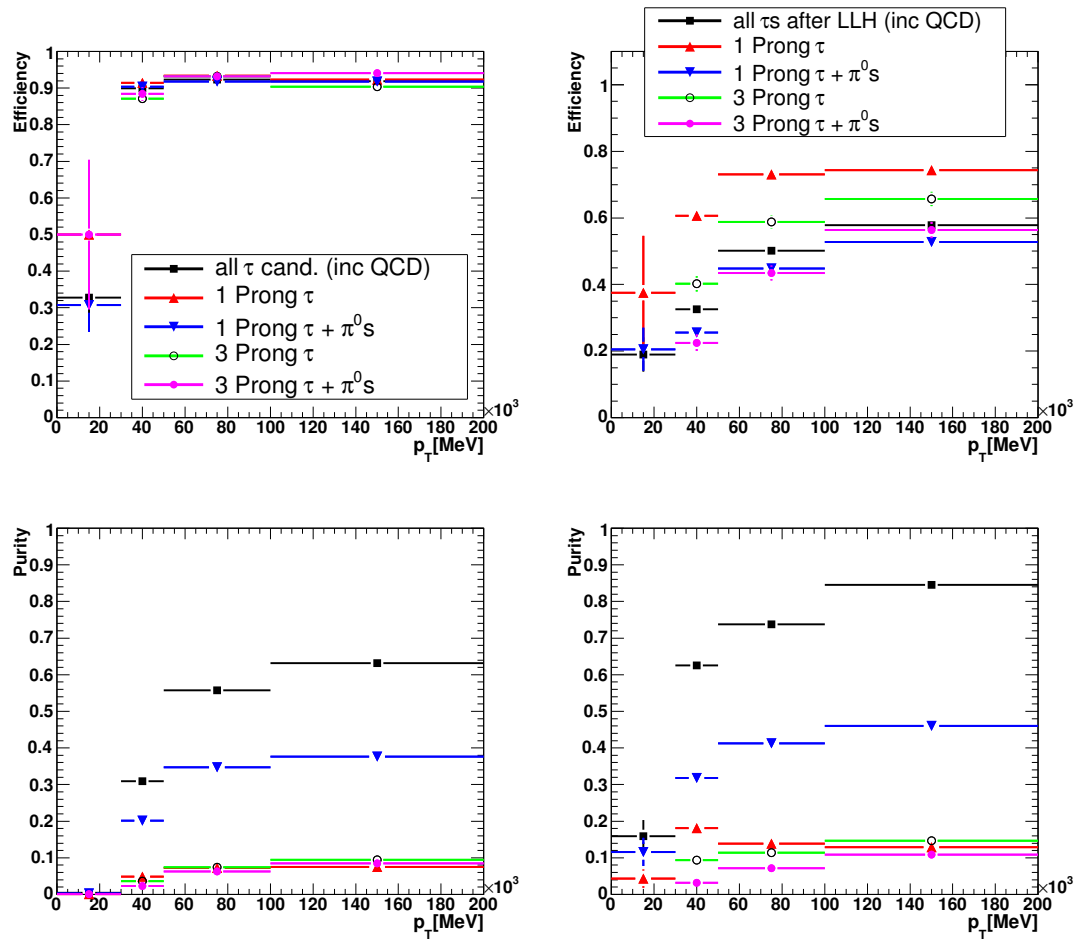 Efficiency
1
0.9
0.8
0.7
0.6
0.5
0.4
0.3
0.2
0.1
0
all τ cand. (inc QCD)
1 Prong τ
1 Prong τ + π⁰s
3 Prong τ
3 Prong τ + π⁰s
0 20 40 60 80 100 120 140 160 180 200
×10³
p_T[MeV]
all τs after LLH (inc QCD)
1 Prong τ
1 Prong τ + π⁰s
3 Prong τ
3 Prong τ + π⁰s
Efficiency
1
0.8
0.6
0.4
0.2
0
0 20 40 60 80 100 120 140 160 180 200
×10³
p_T[MeV]
Purity
1
0.9
0.8
0.7
0.6
0.5
0.4
0.3
0.2
0.1
0
0 20 40 60 80 100 120 140 160 180 200
×10³
p_T[MeV]
Purity
1
0.9
0.8
0.7
0.6
0.5
0.4
0.3
0.2
0.1
0
0 20 40 60 80 100 120 140 160 180 200
×10³
p_T[MeV]